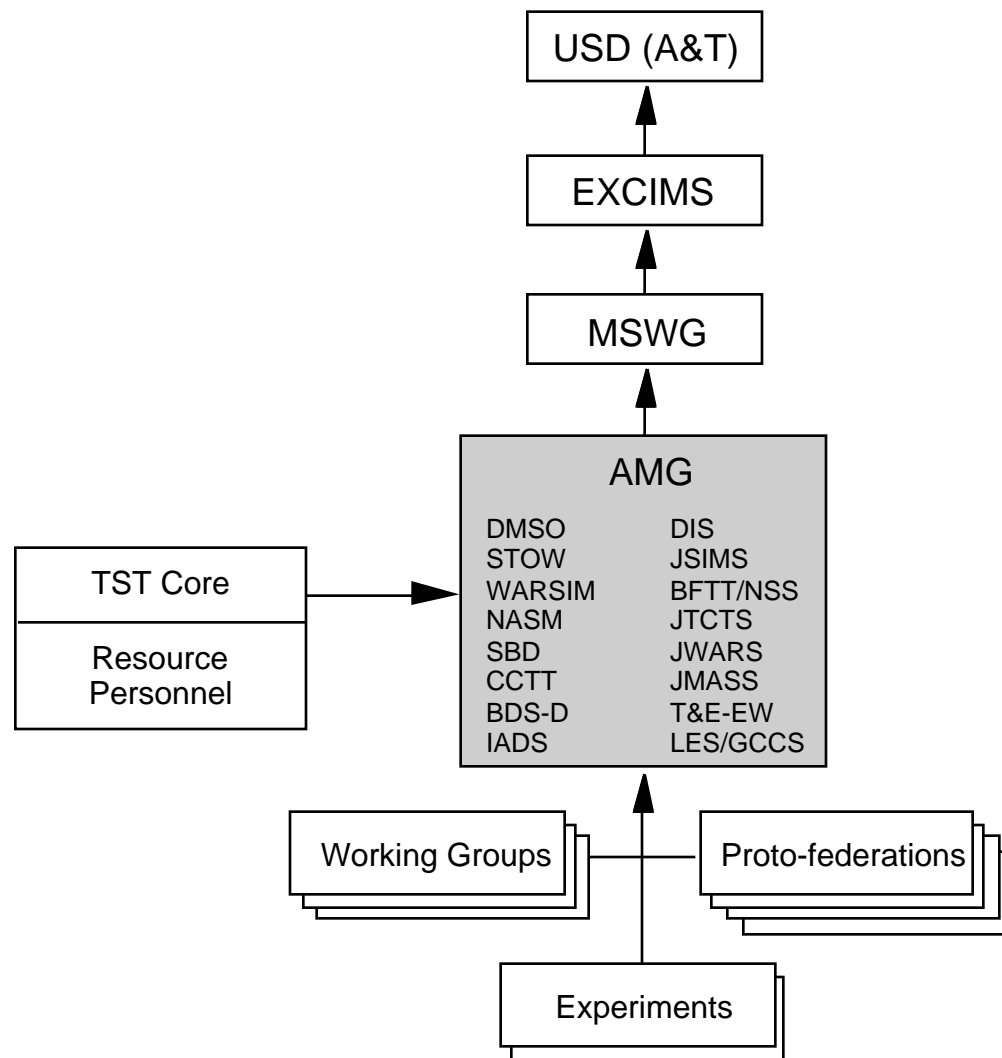 USD (A&T)
EXCIMS
MSWG
AMG
DMSO DIS
STOW JSIMS
WARSIM BFTT/NSS
NASM JTCTS
SBD JWARS
CCTT JMASS
BDS-D T&E-EW
IADS LES/GCCS
TST Core
Resource
Personnel
Working Groups
Proto-federations
Experiments